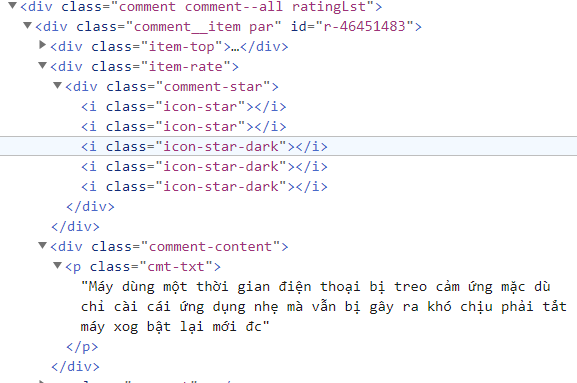 ▼<div class="comment comment--all ratingLst">
▼<div class="comment__item par" id="r-46451483">
▶<div class="item-top">…</div>
▼<div class="item-rate">
▼<div class="comment-star">
<i class="icon-star"></i>
<i class="icon-star"></i>
<i class="icon-star-dark"></i>
<i class="icon-star-dark"></i>
<i class="icon-star-dark"></i>
</div>
</div>
▼<div class="comment-content">
▼<p class="cmt-txt">
"Máy dùng một thời gian điện thoại bị treo cảm ứng mặc dù
chỉ cài cái ứng dụng nhẹ mà vẫn bị gây ra khó chịu phải tắt
máy xog bật lại mới đc"
</p>
</div>